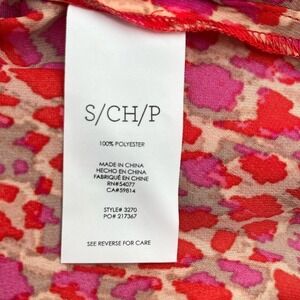 S/CH/P
100% POLYESTER
MADE IN CHINA
HECHO EN CHINA
FABRIQUÉ EN CHINE
RN#54077
CA#59814
STYLE# 3270
PO# 217367
SEE REVERSE FOR CARE